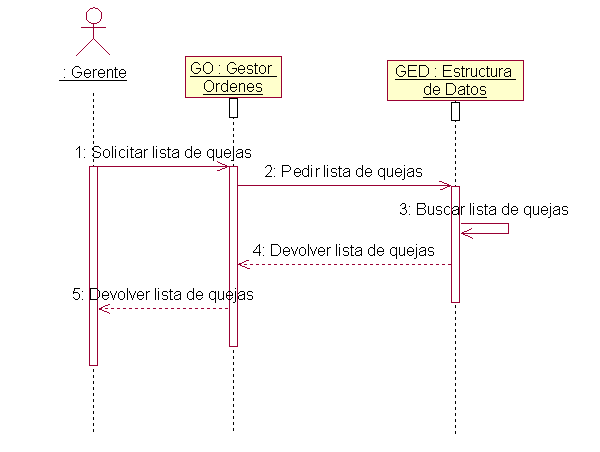 : Gerente
GO : Gestor
Ordenes
GED : Estructura
de Datos
1: Solicitar lista de quejas
2: Pedir lista de quejas
3: Buscar lista de quejas
4: Devolver lista de quejas
5: Devolver lista de quejas